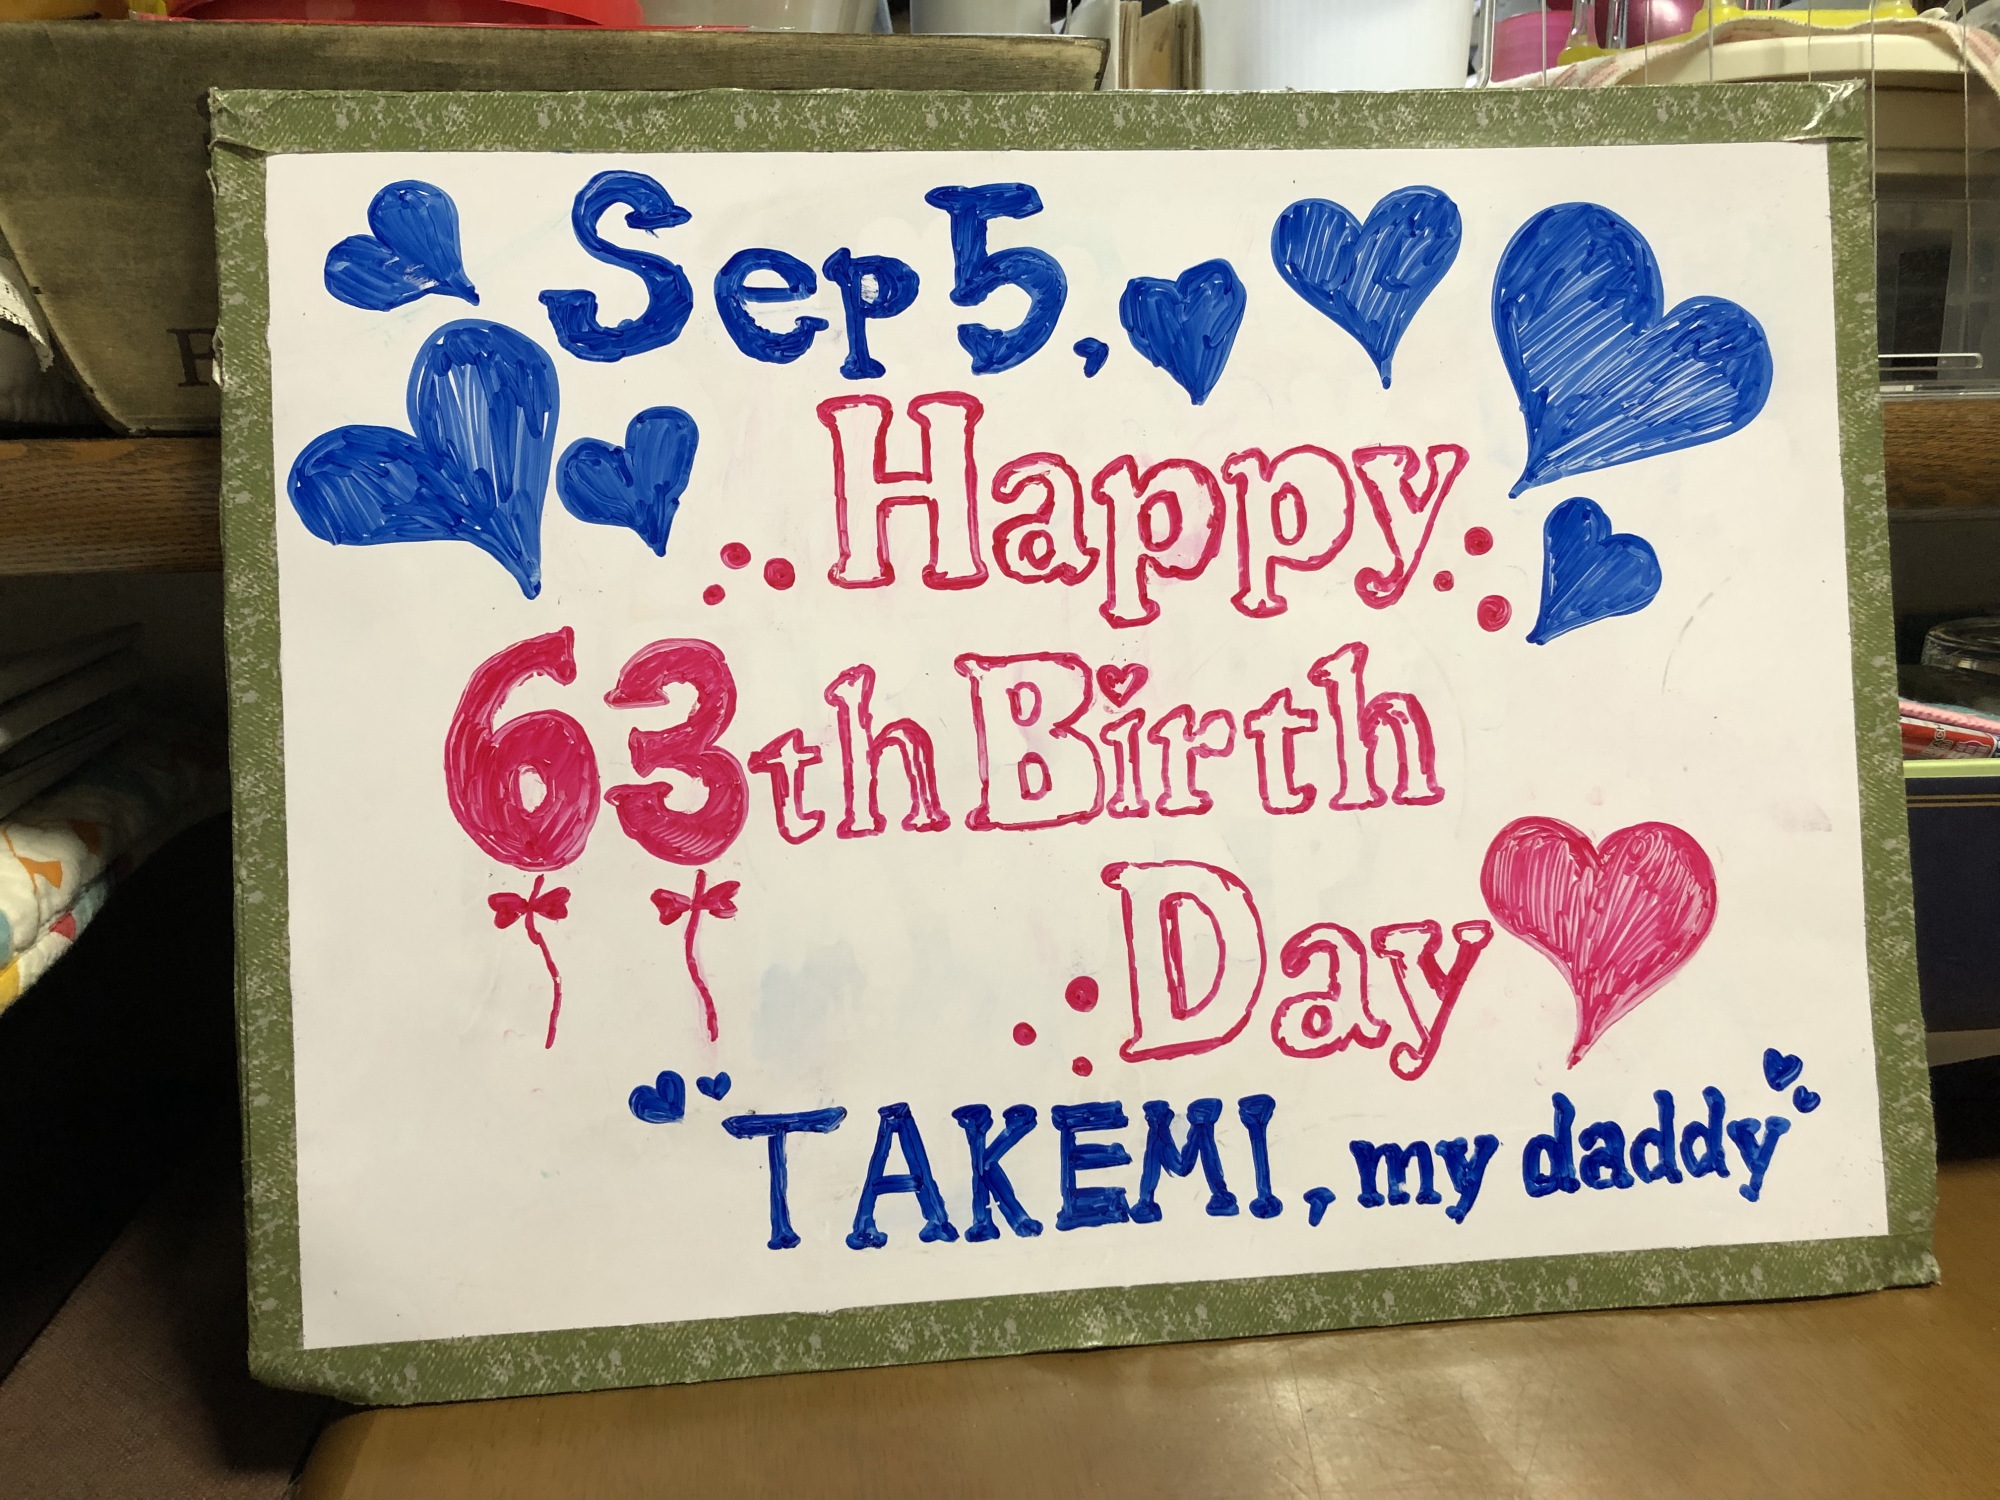 Sep 5,
Happy
63th Birth
Day
TAKEMI, my daddy